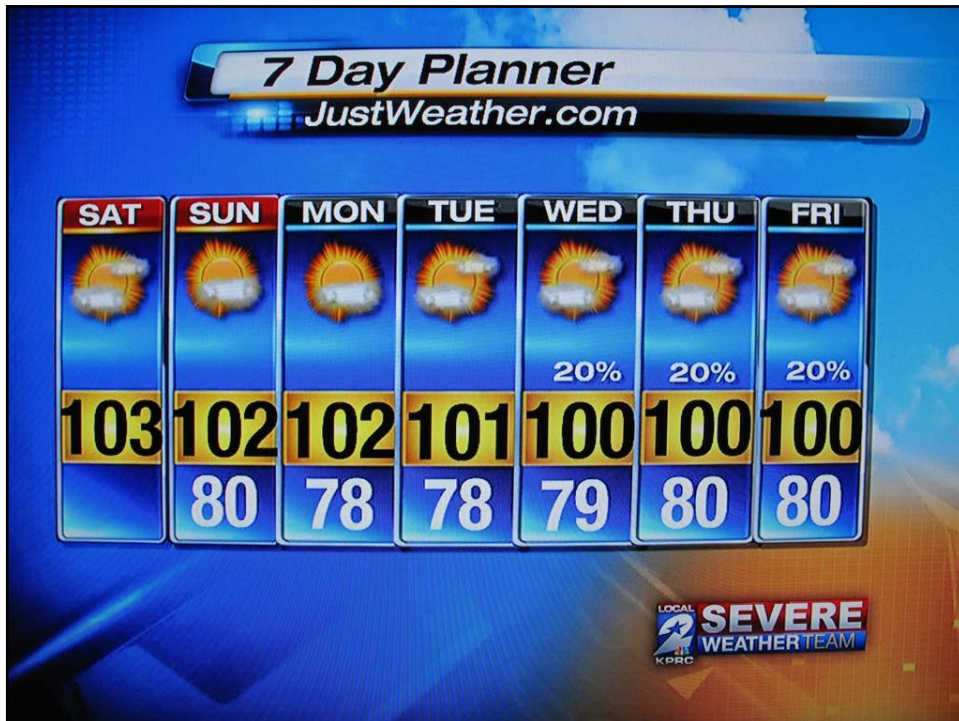 7 Day Planner
JustWeather.com
SAT SUN MON TUE WED THU FRI
20% 20% 20%
103 102 102 101 100 100 100
80 78 78 79 80 80
LOCAL
2
KPRC
SEVERE
WEATHER TEAM